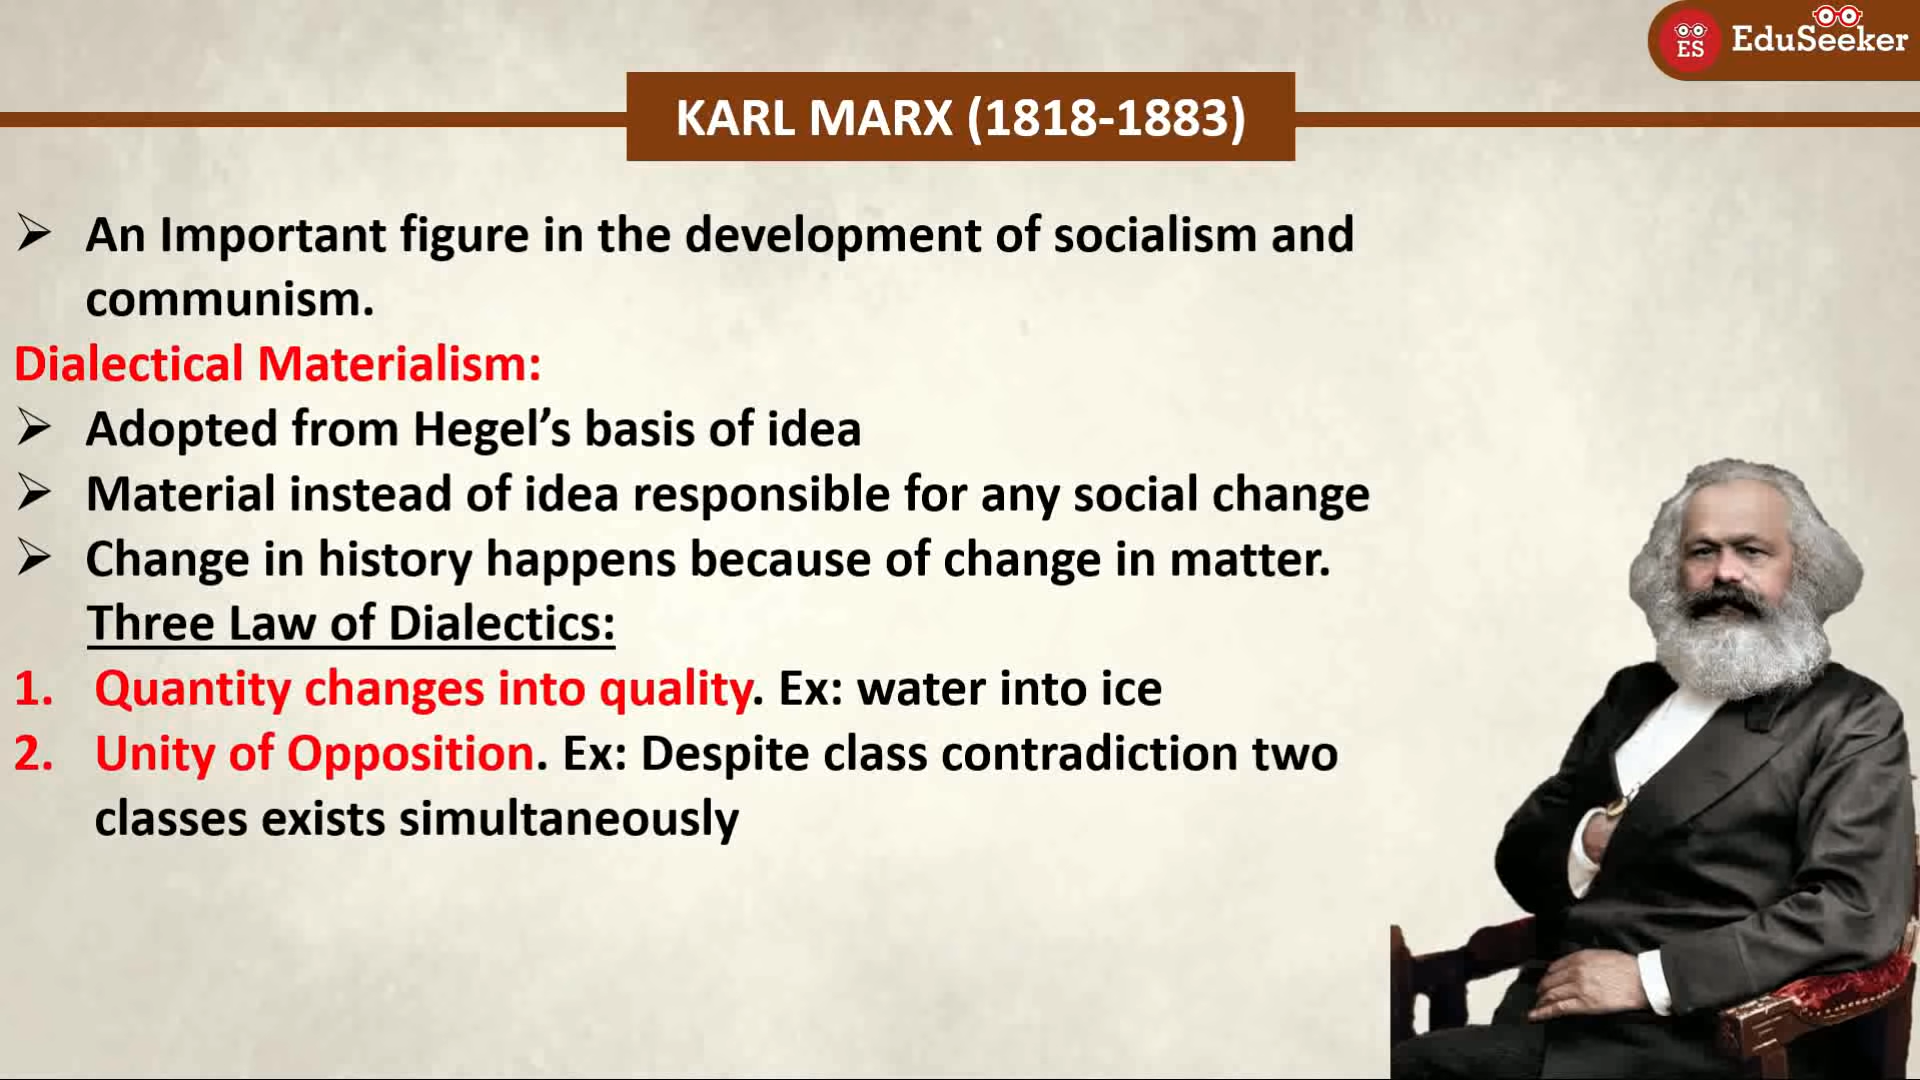 ES EduSeeker
KARL MARX (1818-1883)
➢ An Important figure in the development of socialism and
communism.
Dialectical Materialism:
➢ Adopted from Hegel’s basis of idea
➢ Material instead of idea responsible for any social change
➢ Change in history happens because of change in matter.
Three Law of Dialectics:
1. Quantity changes into quality. Ex: water into ice
2. Unity of Opposition. Ex: Despite class contradiction two
classes exists simultaneously